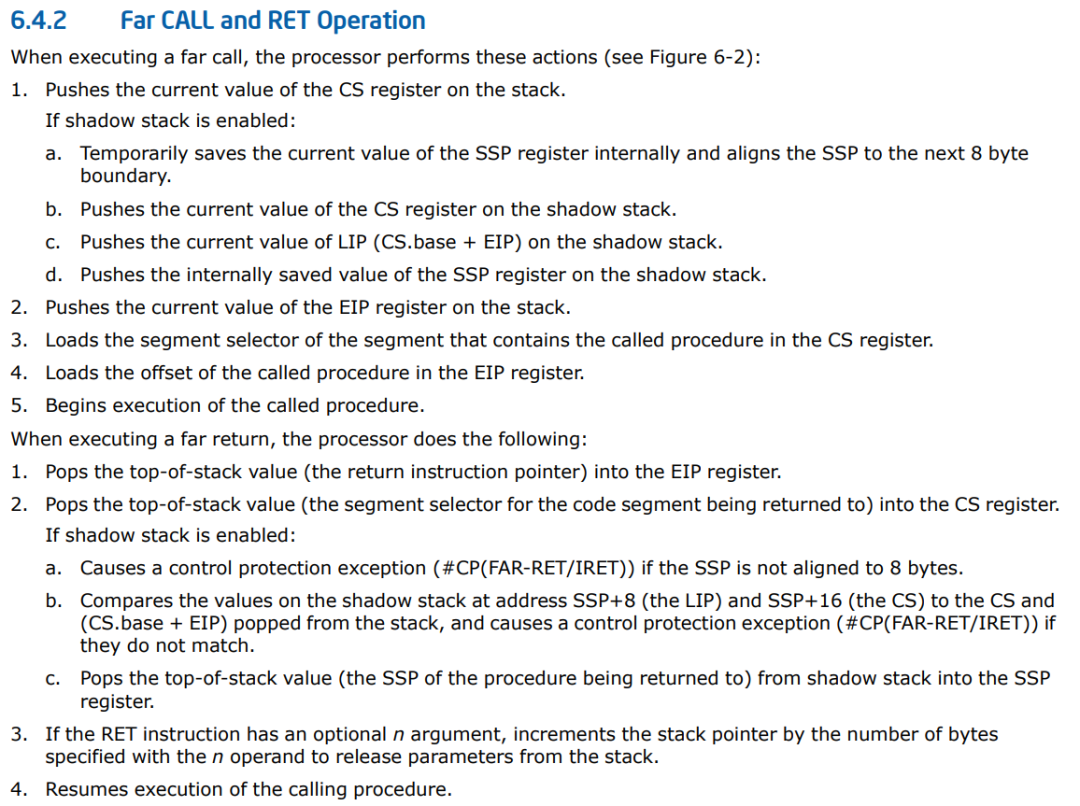 6.4.2 Far CALL and RET Operation
When executing a far call, the processor performs these actions (see Figure 6-2):
1. Pushes the current value of the CS register on the stack.
If shadow stack is enabled:
a. Temporarily saves the current value of the SSP register internally and aligns the SSP to the next 8 byte
boundary.
b. Pushes the current value of the CS register on the shadow stack.
c. Pushes the current value of LIP (CS.base + EIP) on the shadow stack.
d. Pushes the internally saved value of the SSP register on the shadow stack.
2. Pushes the current value of the EIP register on the stack.
3. Loads the segment selector of the segment that contains the called procedure in the CS register.
4. Loads the offset of the called procedure in the EIP register.
5. Begins execution of the called procedure.
When executing a far return, the processor does the following:
1. Pops the top-of-stack value (the return instruction pointer) into the EIP register.
2. Pops the top-of-stack value (the segment selector for the code segment being returned to) into the CS register.
If shadow stack is enabled:
a. Causes a control protection exception (#CP(FAR-RET/IRET)) if the SSP is not aligned to 8 bytes.
b. Compares the values on the shadow stack at address SSP+8 (the LIP) and SSP+16 (the CS) to the CS and
(CS.base + EIP) popped from the stack, and causes a control protection exception (#CP(FAR-RET/IRET)) if
they do not match.
c. Pops the top-of-stack value (the SSP of the procedure being returned to) from shadow stack into the SSP
register.
3. If the RET instruction has an optional n argument, increments the stack pointer by the number of bytes
specified with the n operand to release parameters from the stack.
4. Resumes execution of the calling procedure.